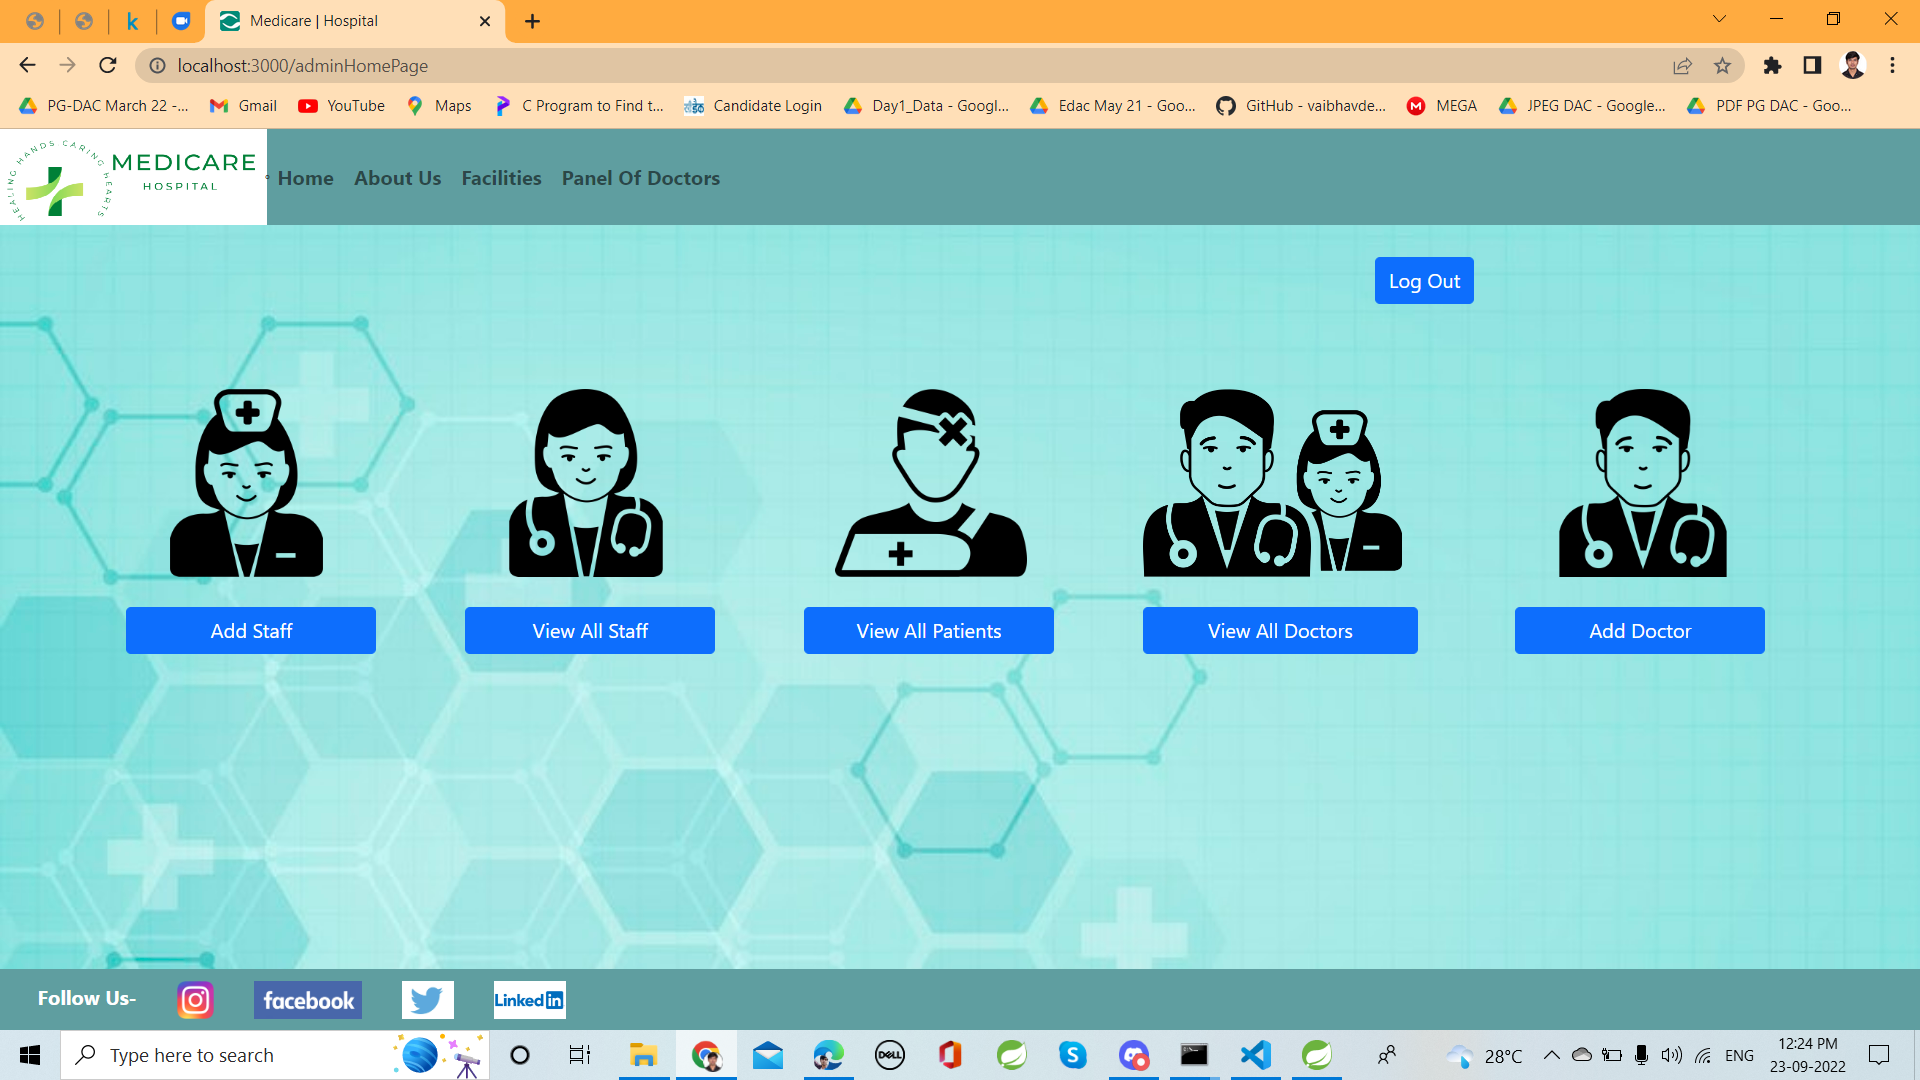 Medicare | Hospital
localhost:3000/adminHomePage
PG-DAC March 22 -...
Gmail
YouTube
Maps
C Program to Find t...
Candidate Login
Day1_Data - Googl...
Edac May 21 - Goo...
GitHub - vaibhavde...
MEGA
JPEG DAC - Google...
PDF PG DAC - Goo...
HEALING HANDS CARING HEARTS
MEDICARE
HOSPITAL
Home
About Us
Facilities
Panel Of Doctors
Log Out
Add Staff
View All Staff
View All Patients
View All Doctors
Add Doctor
Follow Us-
facebook
Linked in
Type here to search
DELL
28°C
ENG
12:24 PM
23-09-2022